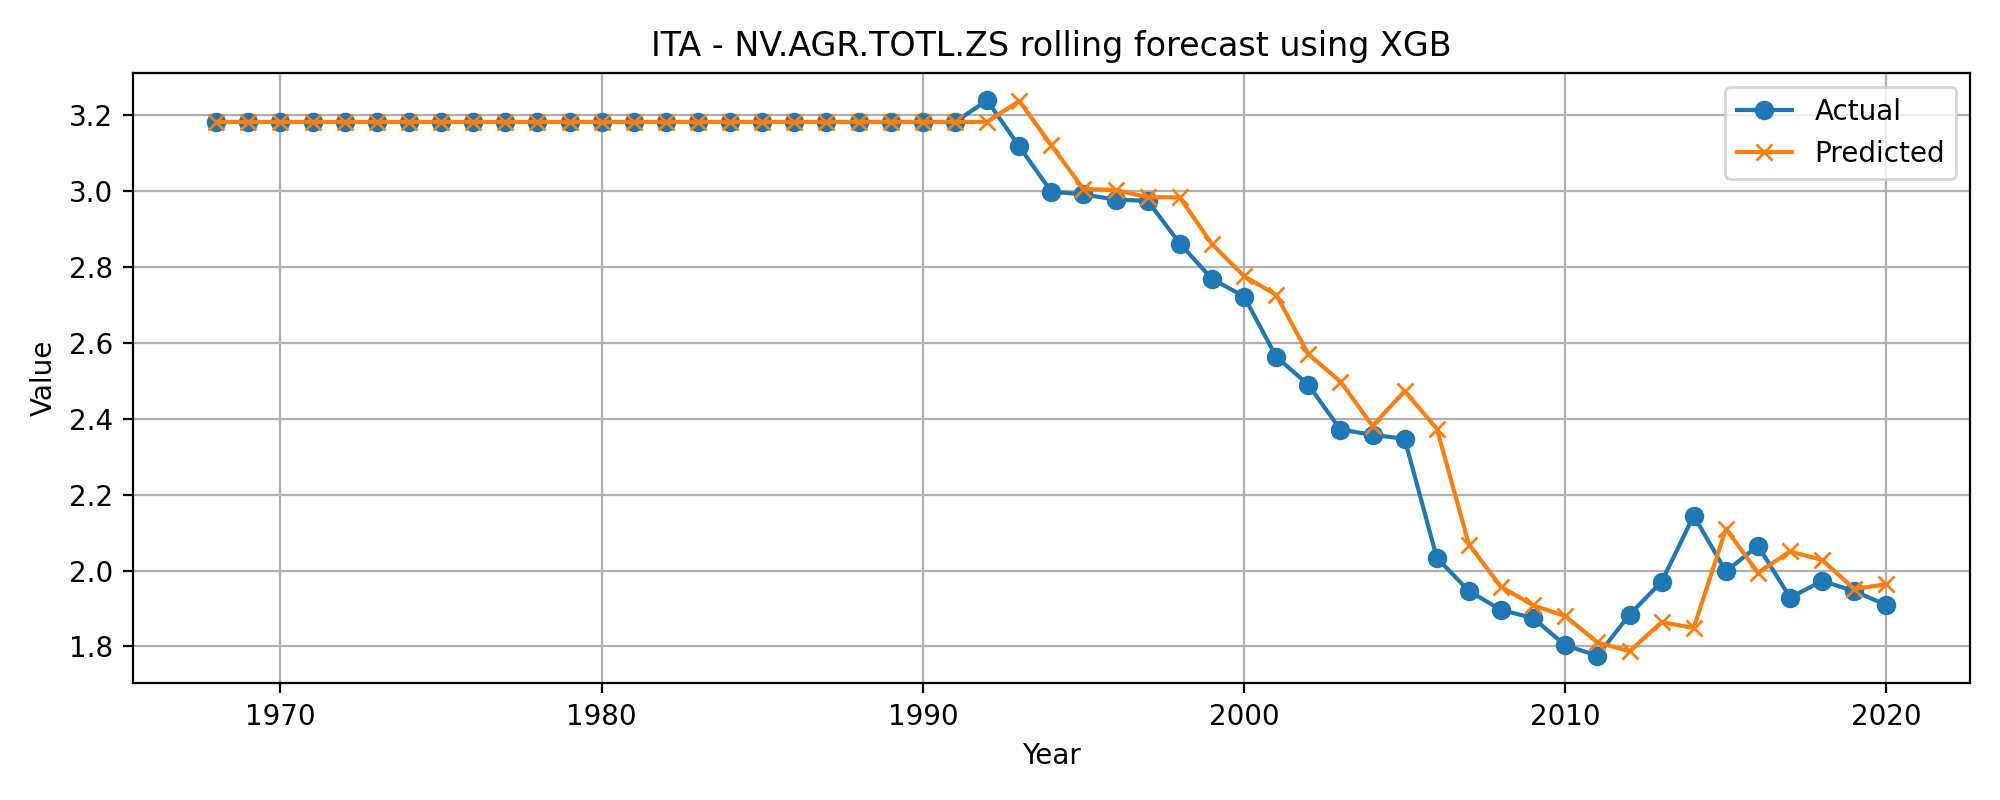 ITA - NV.AGR.TOTL.ZS rolling forecast using XGB
Actual
Predicted
3.2
3.0
2.8
2.6
2.4
2.2
2.0
1.8
Value
1970 1980 1990 2000 2010 2020
Year